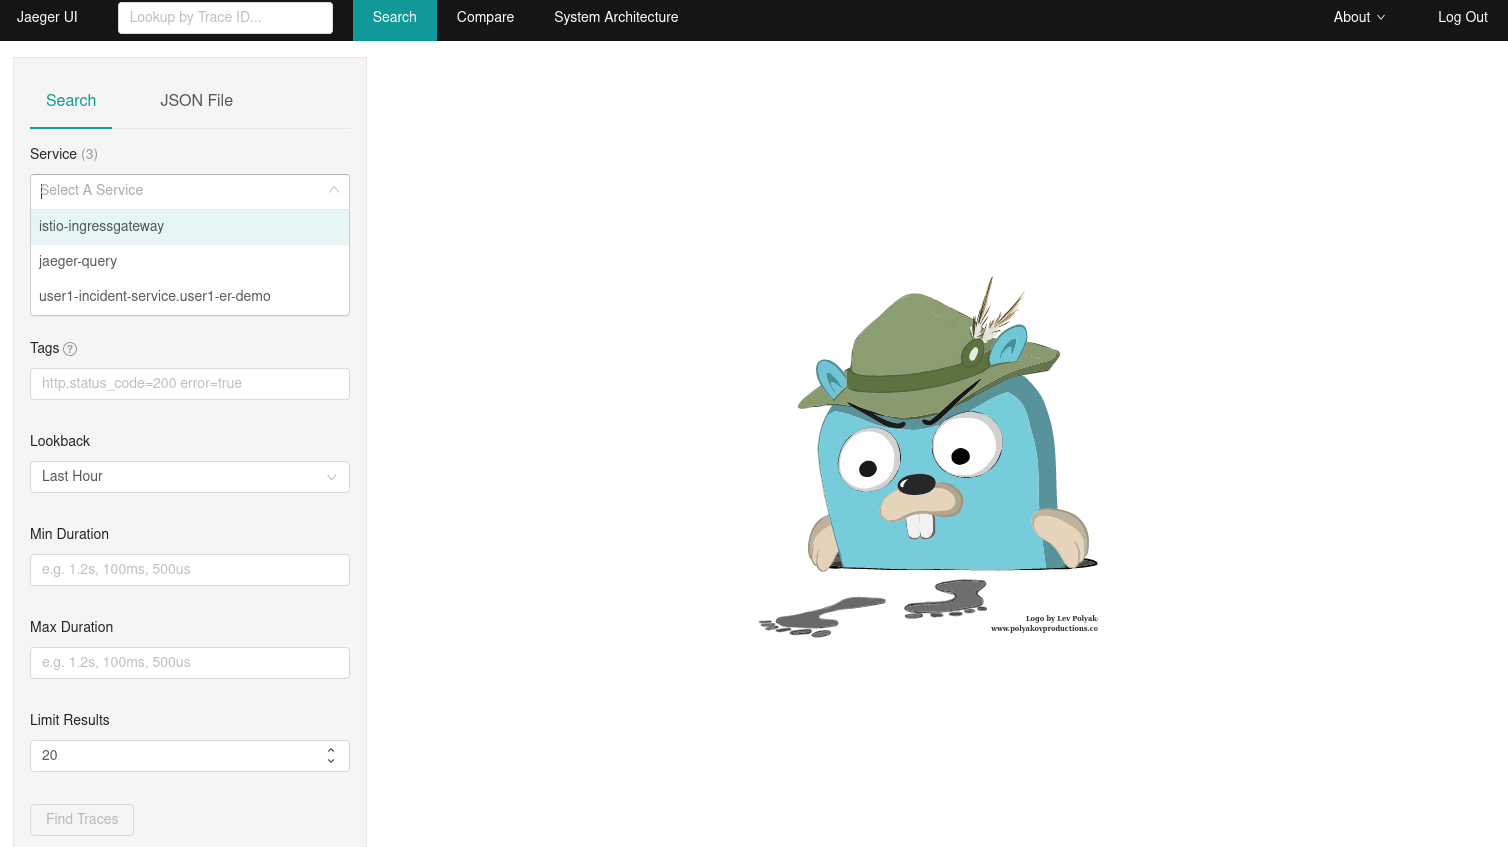 Jaeger UI Lookup by Trace ID... Search Compare System Architecture About Log Out
Search JSON File
Service (3)
Select A Service
istio-ingressgateway
jaeger-query
user1-incident-service.user1-er-demo
Tags ?
http.status_code=200 error=true
Lookback
Last Hour
Min Duration
e.g. 1.2s, 100ms, 500us
Max Duration
e.g. 1.2s, 100ms, 500us
Limit Results
20
Find Traces
Logo by Lev Polyak
www.polyakovproductions.co